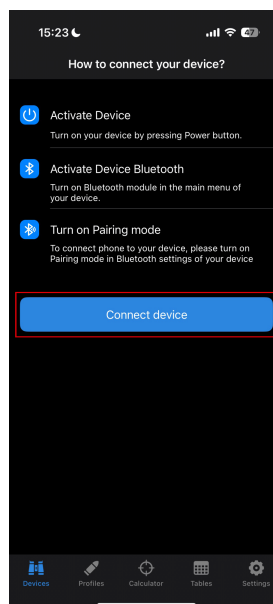 15:23
47
How to connect your device?
Activate Device
Turn on your device by pressing Power button.
Activate Device Bluetooth
Turn on Bluetooth module in the main menu of
your device.
Turn on Pairing mode
To connect phone to your device, please turn on
Pairing mode in Bluetooth settings of your device
Connect device
Devices Profiles Calculator Tables Settings